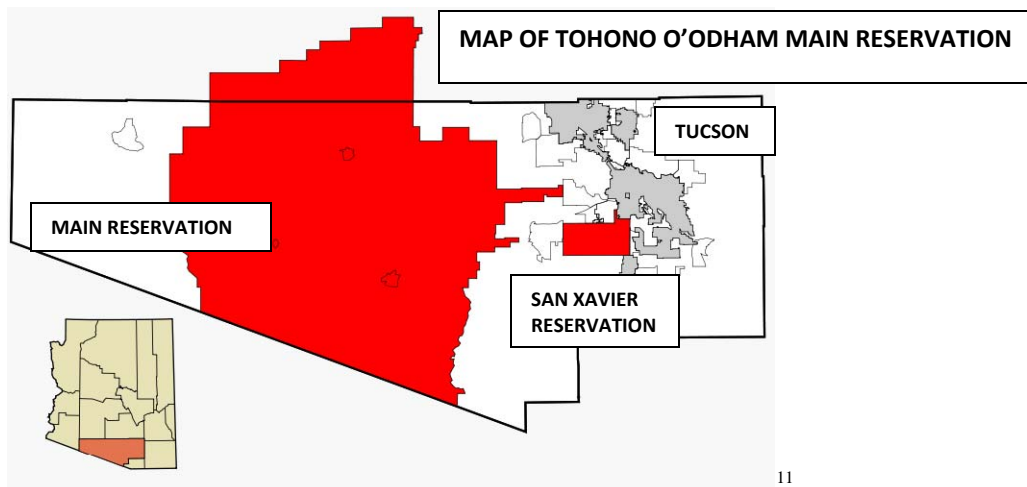 MAP OF TOHONO O’ODHAM MAIN RESERVATION
TUCSON
MAIN RESERVATION
SAN XAVIER
RESERVATION
11